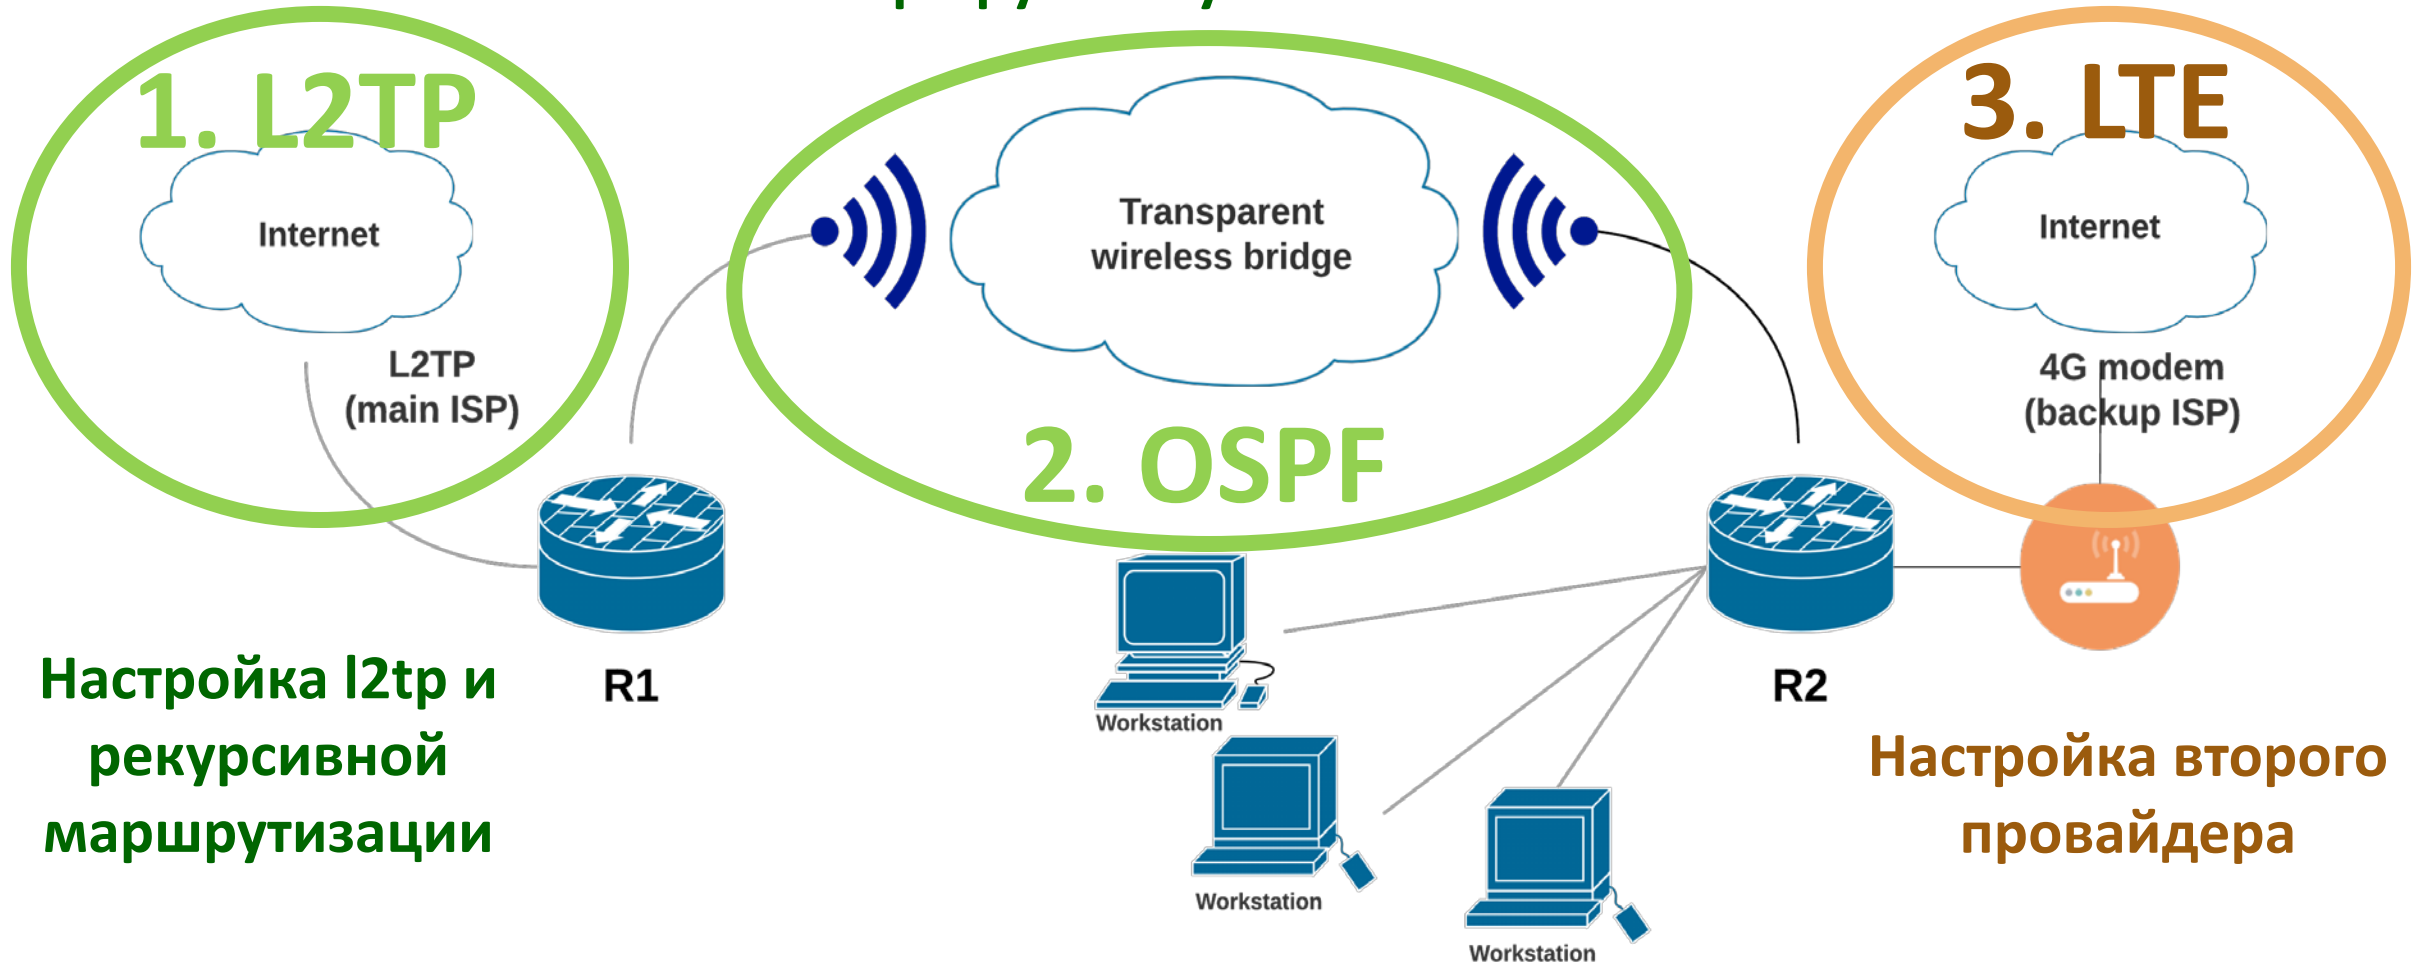 1. L2TP
Internet
L2TP
(main ISP)
Transparent
wireless bridge
2. OSPF
3. LTE
Internet
4G modem
(backup ISP)
R1
R2
Настройка l2tp и
рекурсивной
маршрутизации
Workstation
Workstation
Workstation
Настройка второго
провайдера